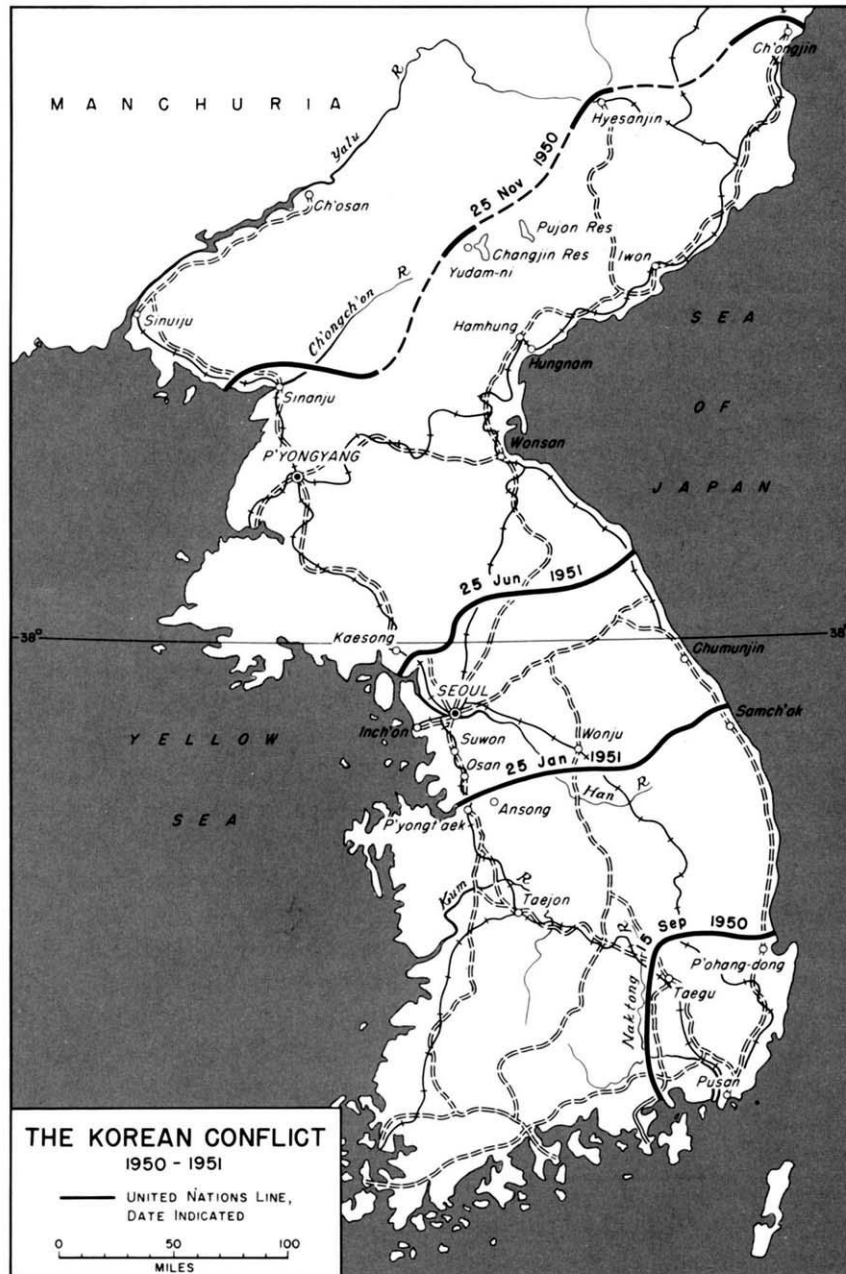 Ch'ongjin
MANCHURIA
Yalu R
Hyesanjin
25 Nov 1950
Ch'osan
Pujon Res
Changjin Res
Yudam-ni
Iwon
Ch'ongch'on R
Sinuiju
SEA
OF
JAPAN
Hamhung
Hungnam
Sinanju
Wonsan
P'YONGYANG
25 Jun 1951
38°
38°
Kaesong
Chumunjin
SEOUL
Inch'on
Samch'ak
YELLOW
SEA
Suwon
Wonju
Osan
25 Jan 1951
Han R
Ansong
P'yongt'aek
Kum R
Taejon
15 Sep 1950
Naktong R
P'ohang-dong
Taegu
Pusan
THE KOREAN CONFLICT
1950 - 1951
UNITED NATIONS LINE,
DATE INDICATED
0 50 100
MILES